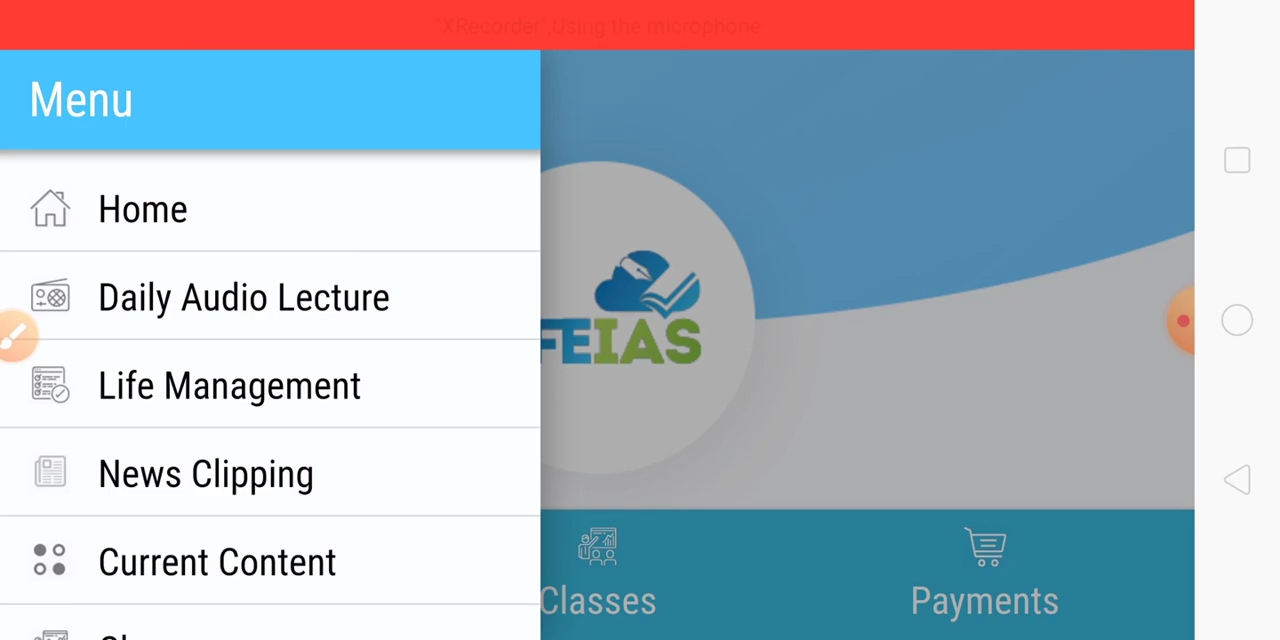 "XRecorder",Using the microphone
Menu
Home
Daily Audio Lecture
Life Management
News Clipping
Current Content
FEIAS
Classes
Payments